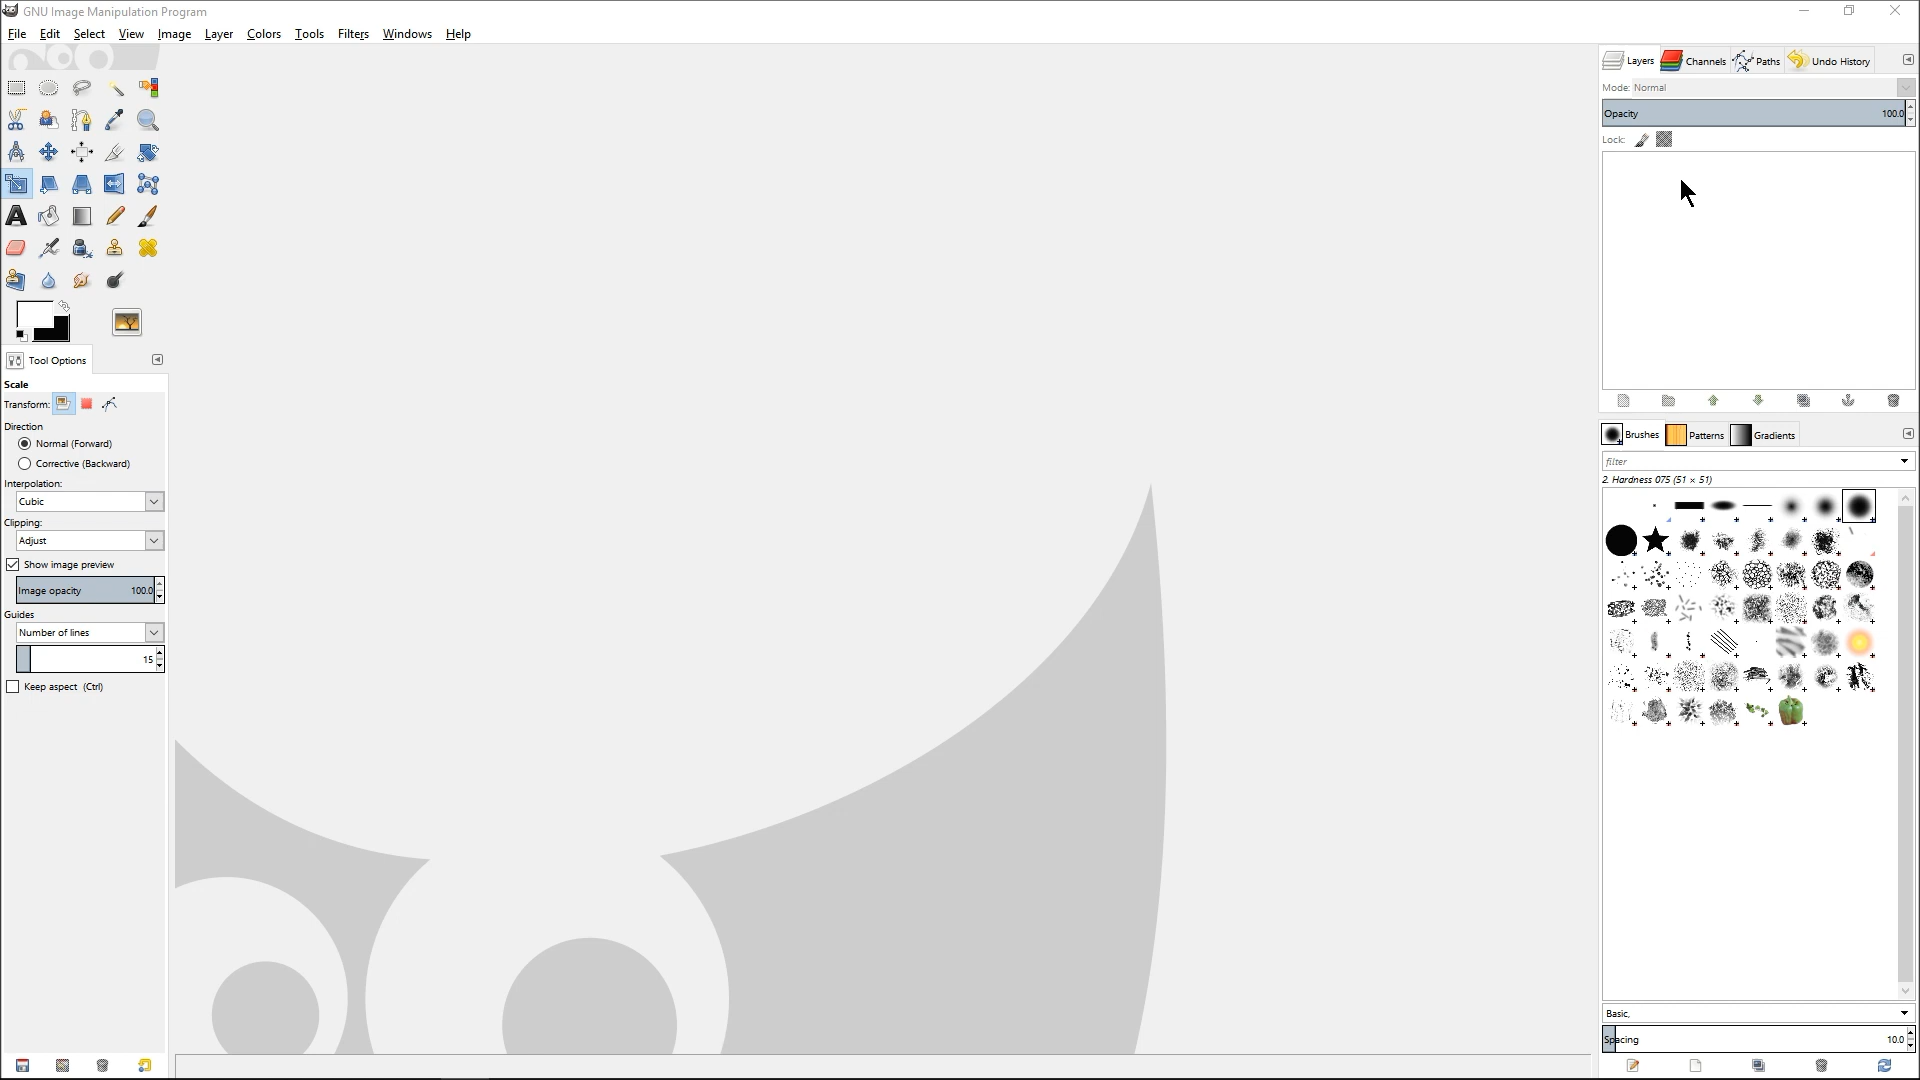 GNU Image Manipulation Program
File Edit Select View Image Layer Colors Tools Filters Windows Help
Layers Channels Paths Undo History
Mode: Normal
Opacity 100.0
Lock:
Tool Options
Scale
Transform:
Direction
Normal (Forward)
Corrective (Backward)
Interpolation:
Cubic
Clipping:
Adjust
Show image preview
Image opacity 100.0
Guides
Number of lines
15
Keep aspect (Ctrl)
Brushes Patterns Gradients
filter
2. Hardness 075 (51 × 51)
Basic,
Spacing 10.0